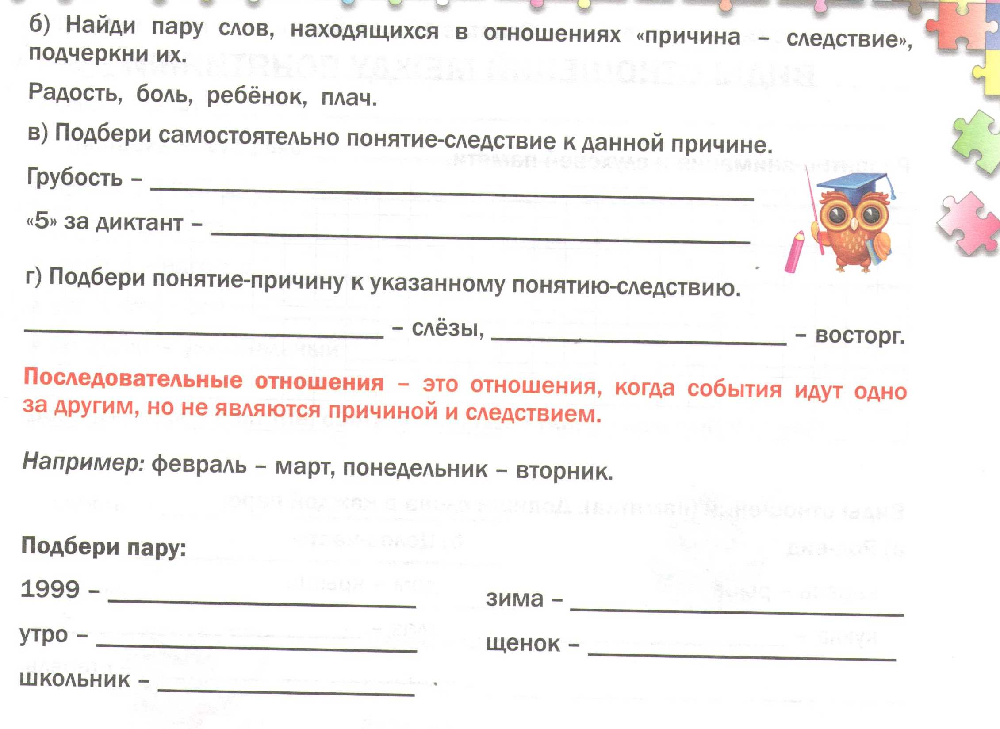 б) Найди пару слов, находящихся в отношениях «причина – следствие»,
подчеркни их.
Радость, боль, ребёнок, плач.
в) Подбери самостоятельно понятие-следствие к данной причине.
Грубость –
«5» за диктант –
г) Подбери понятие-причину к указанному понятию-следствию.
– слёзы, – восторг.
Последовательные отношения – это отношения, когда события идут одно
за другим, но не являются причиной и следствием.
Например: февраль – март, понедельник – вторник.
Подбери пару:
1999 – зима –
утро – щенок –
школьник –